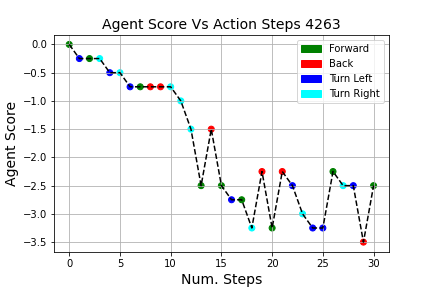 Agent Score Vs Action Steps 4263
Forward
Back
Turn Left
Turn Right
Agent Score
0.0
−0.5
−1.0
−1.5
−2.0
−2.5
−3.0
−3.5
0 5 10 15 20 25 30
Num. Steps